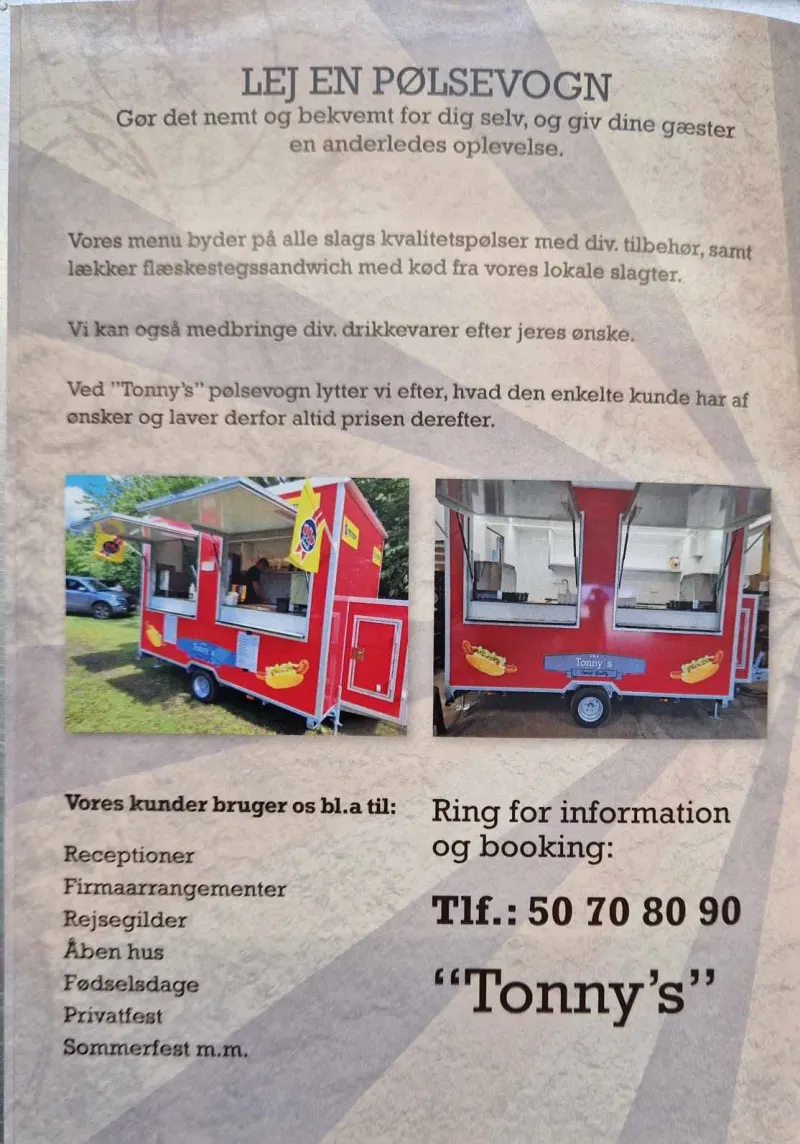 LEJ EN PØLSEVOGN
Gør det nemt og bekvemt for dig selv, og giv dine gæster
en anderledes oplevelse.
Vores menu byder på alle slags kvalitetspølser med div. tilbehør, samt
lækker flæskestegssandwich med kød fra vores lokale slagter.
Vi kan også medbringe div. drikkevarer efter jeres ønske.
Ved "Tonny's" pølsevogn lytter vi efter, hvad den enkelte kunde har af
ønsker og laver derfor altid prisen derefter.
Tonny's
Tonny's
Vores kunder bruger os bl.a til:
Receptioner
Firmaarrangementer
Rejsegilder
Åben hus
Fødselsdage
Privatfest
Sommerfest m.m.
Ring for information
og booking:
Tlf.: 50 70 80 90
“Tonny’s”